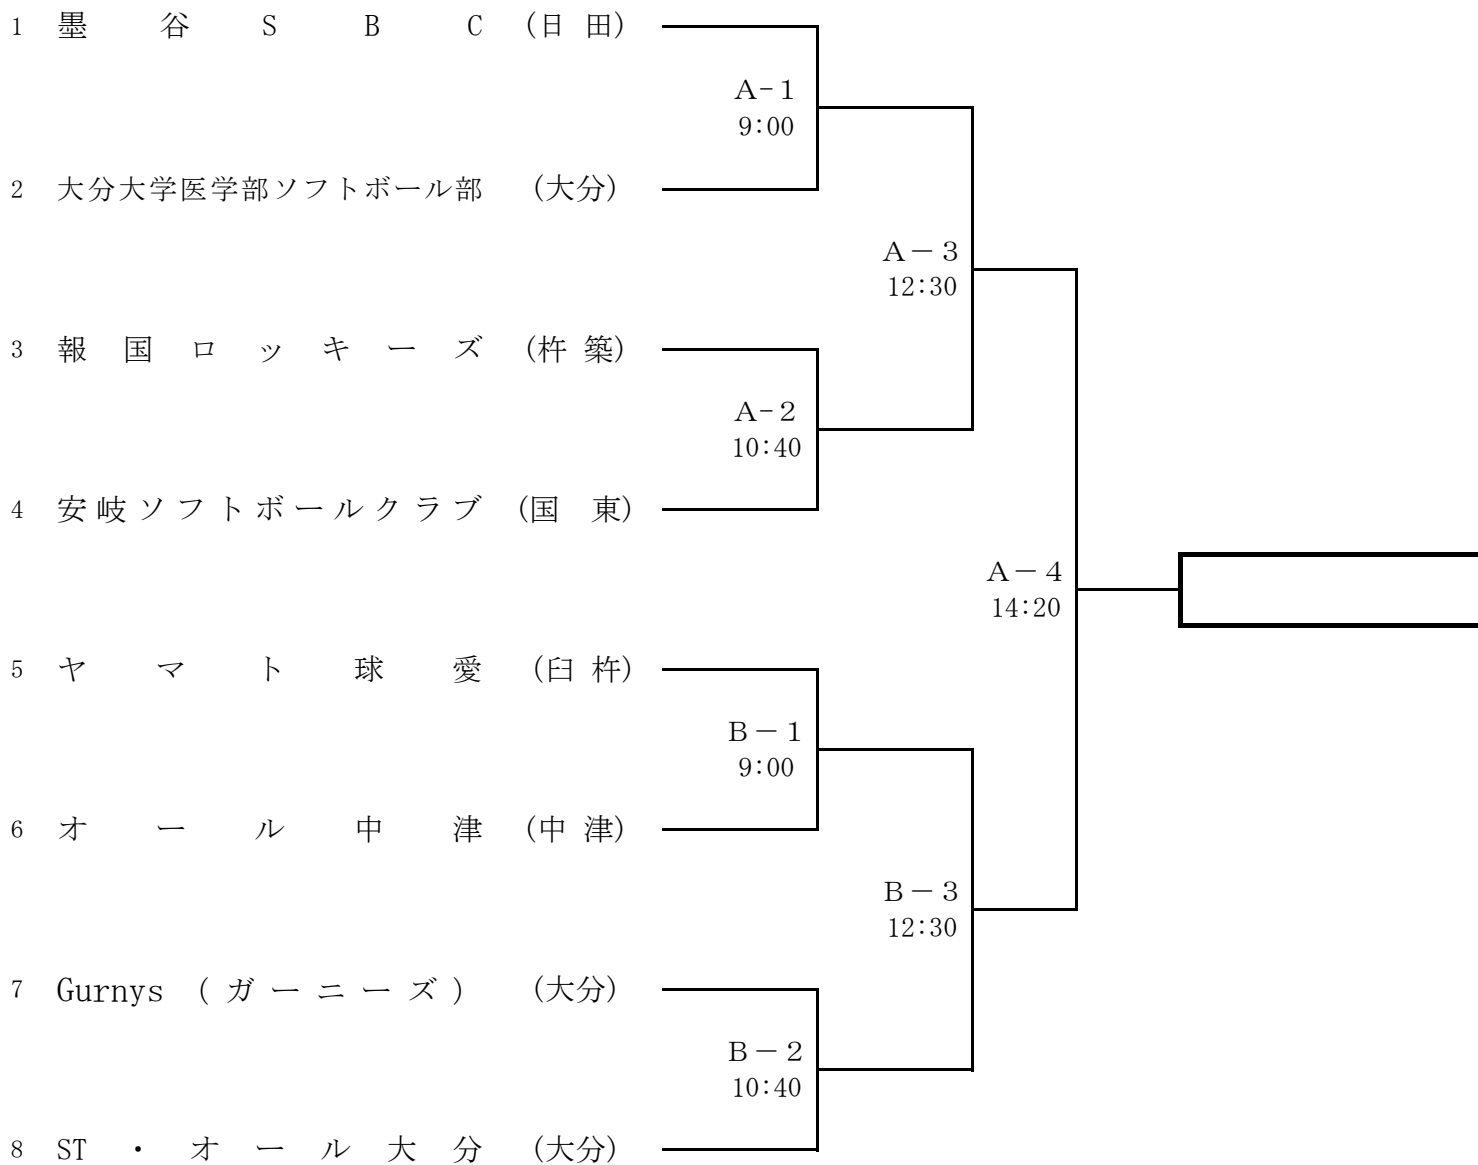 1 墨谷SBC (日田)
A-1
9:00
2 大分大学医学部ソフトボール部 (大分)
A－3
12:30
3 報国ロッキーズ (杵築)
A-2
10:40
4 安岐ソフトボールクラブ (国東)
A－4
14:20
5 ヤマト球愛 (臼杵)
B－1
9:00
6 オール中津 (中津)
B－3
12:30
7 Gurnys (ガーニーズ) (大分)
B－2
10:40
8 ST・オール大分 (大分)